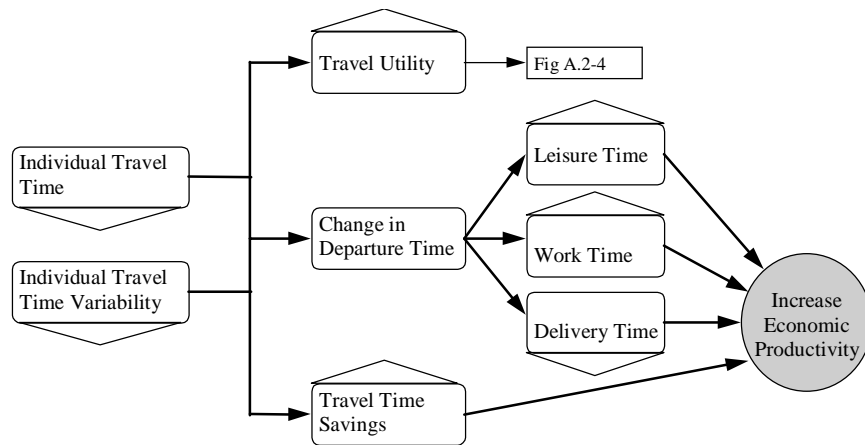 Travel Utility
Fig A.2-4
Individual Travel
Time
Leisure Time
Change in
Departure Time
Work Time
Individual Travel
Time Variability
Delivery Time
Increase
Economic
Productivity
Travel Time
Savings